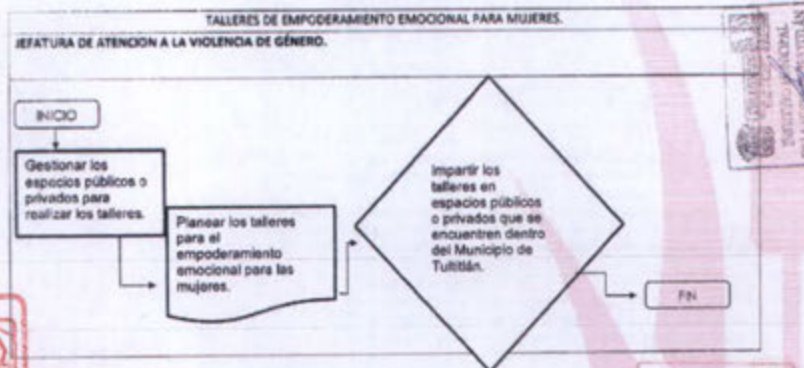 TALLERES DE EMPODERAMIENTO EMOCIONAL PARA MUJERES.
JEFATURA DE ATENCION A LA VIOLENCIA DE GÉNERO.
INICIO
Gestionar los
espacios públicos o
privados para
realizar los talleres.
Planear los talleres
para el
empoderamiento
emocional para las
mujeres.
Impartir los
talleres en
espacios públicos
o privados que se
encuentren dentro
del Municipio de
Tultitlán.
FIN